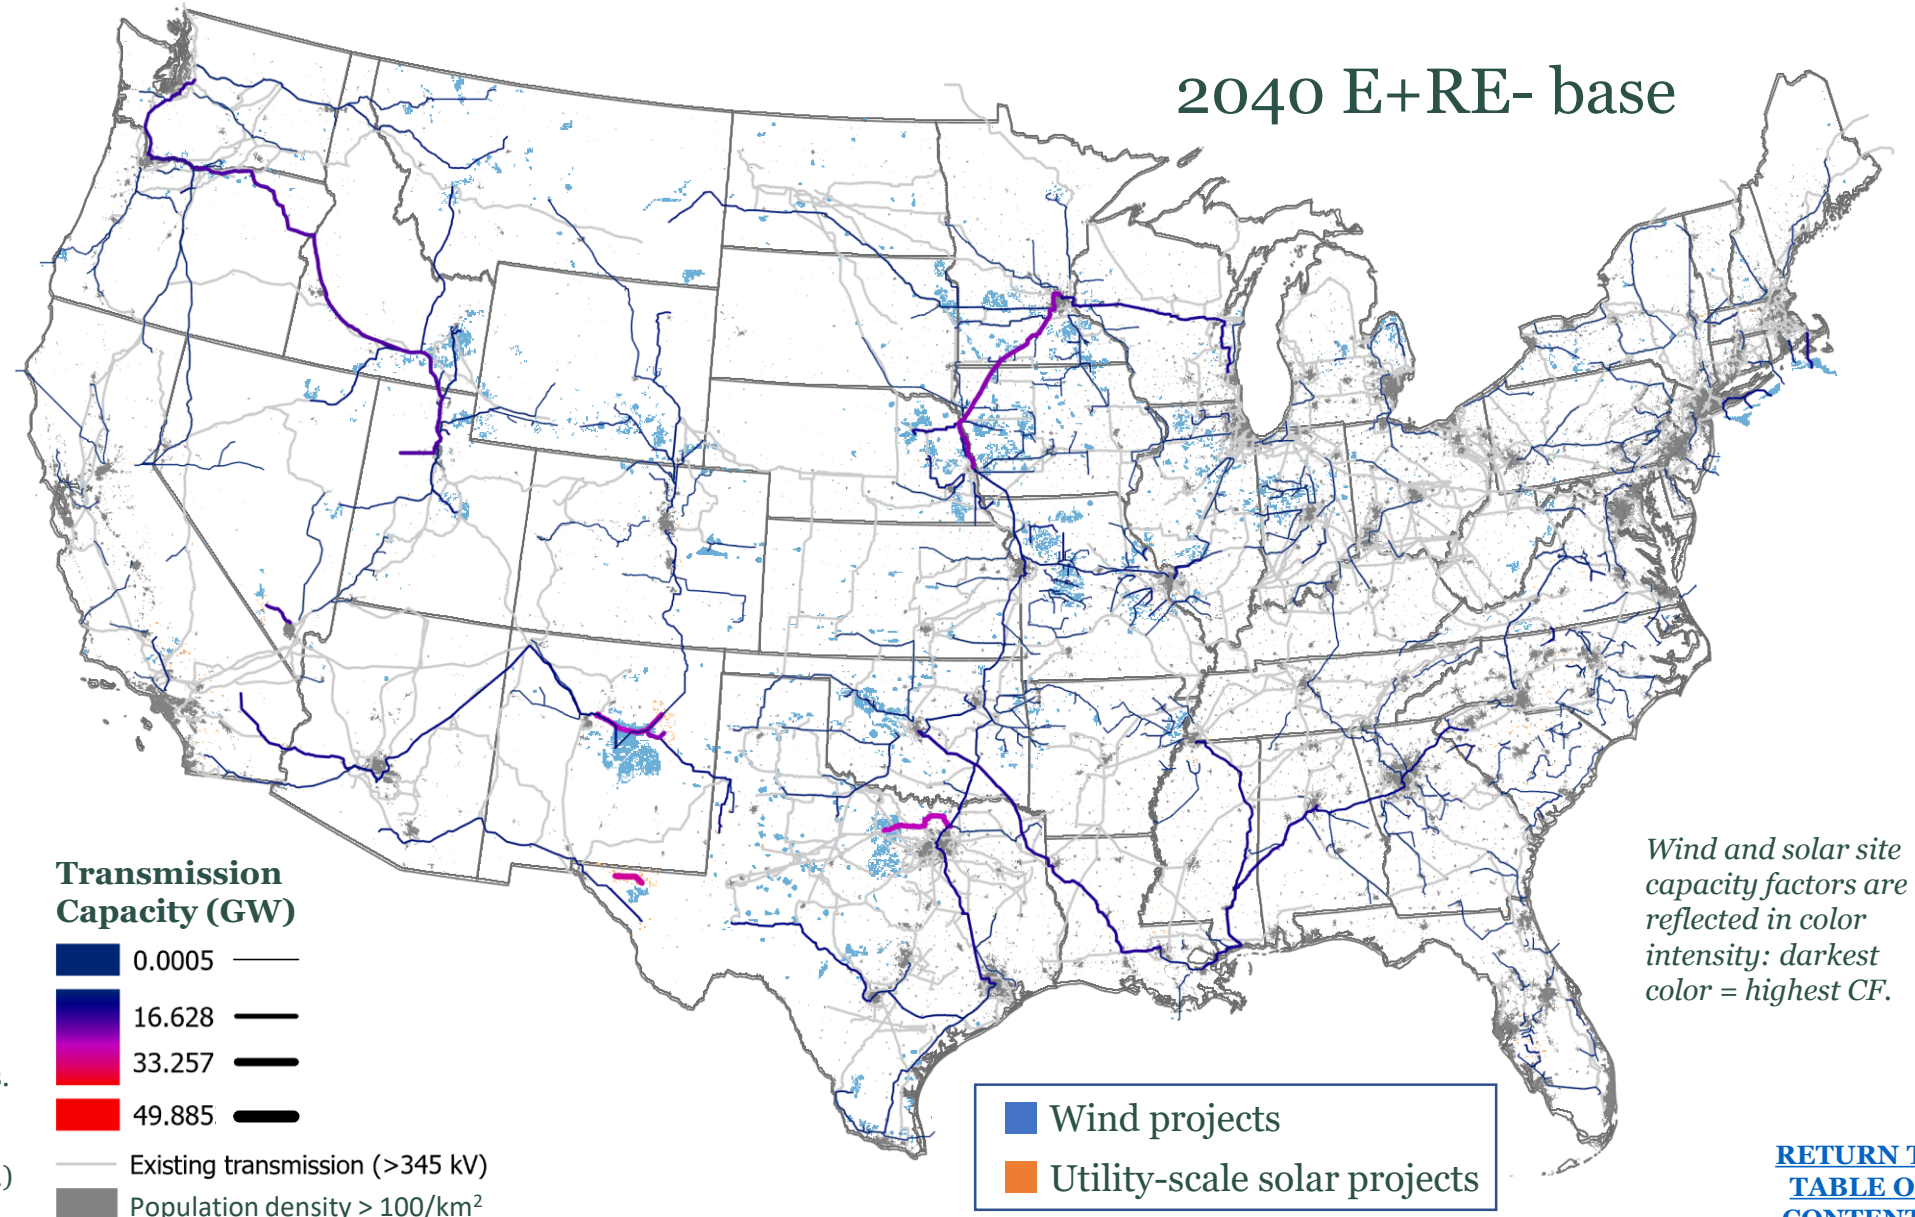 2040 E+RE- base
Transmission
Capacity (GW)
0.0005
16.628
33.257
49.885
Existing transmission (>345 kV)
Population density > 100/km²
Wind projects
Utility-scale solar projects
Wind and solar site
capacity factors are
reflected in color
intensity: darkest
color = highest CF.
s.
.)
RETURN T
TABLE O
CONTENT